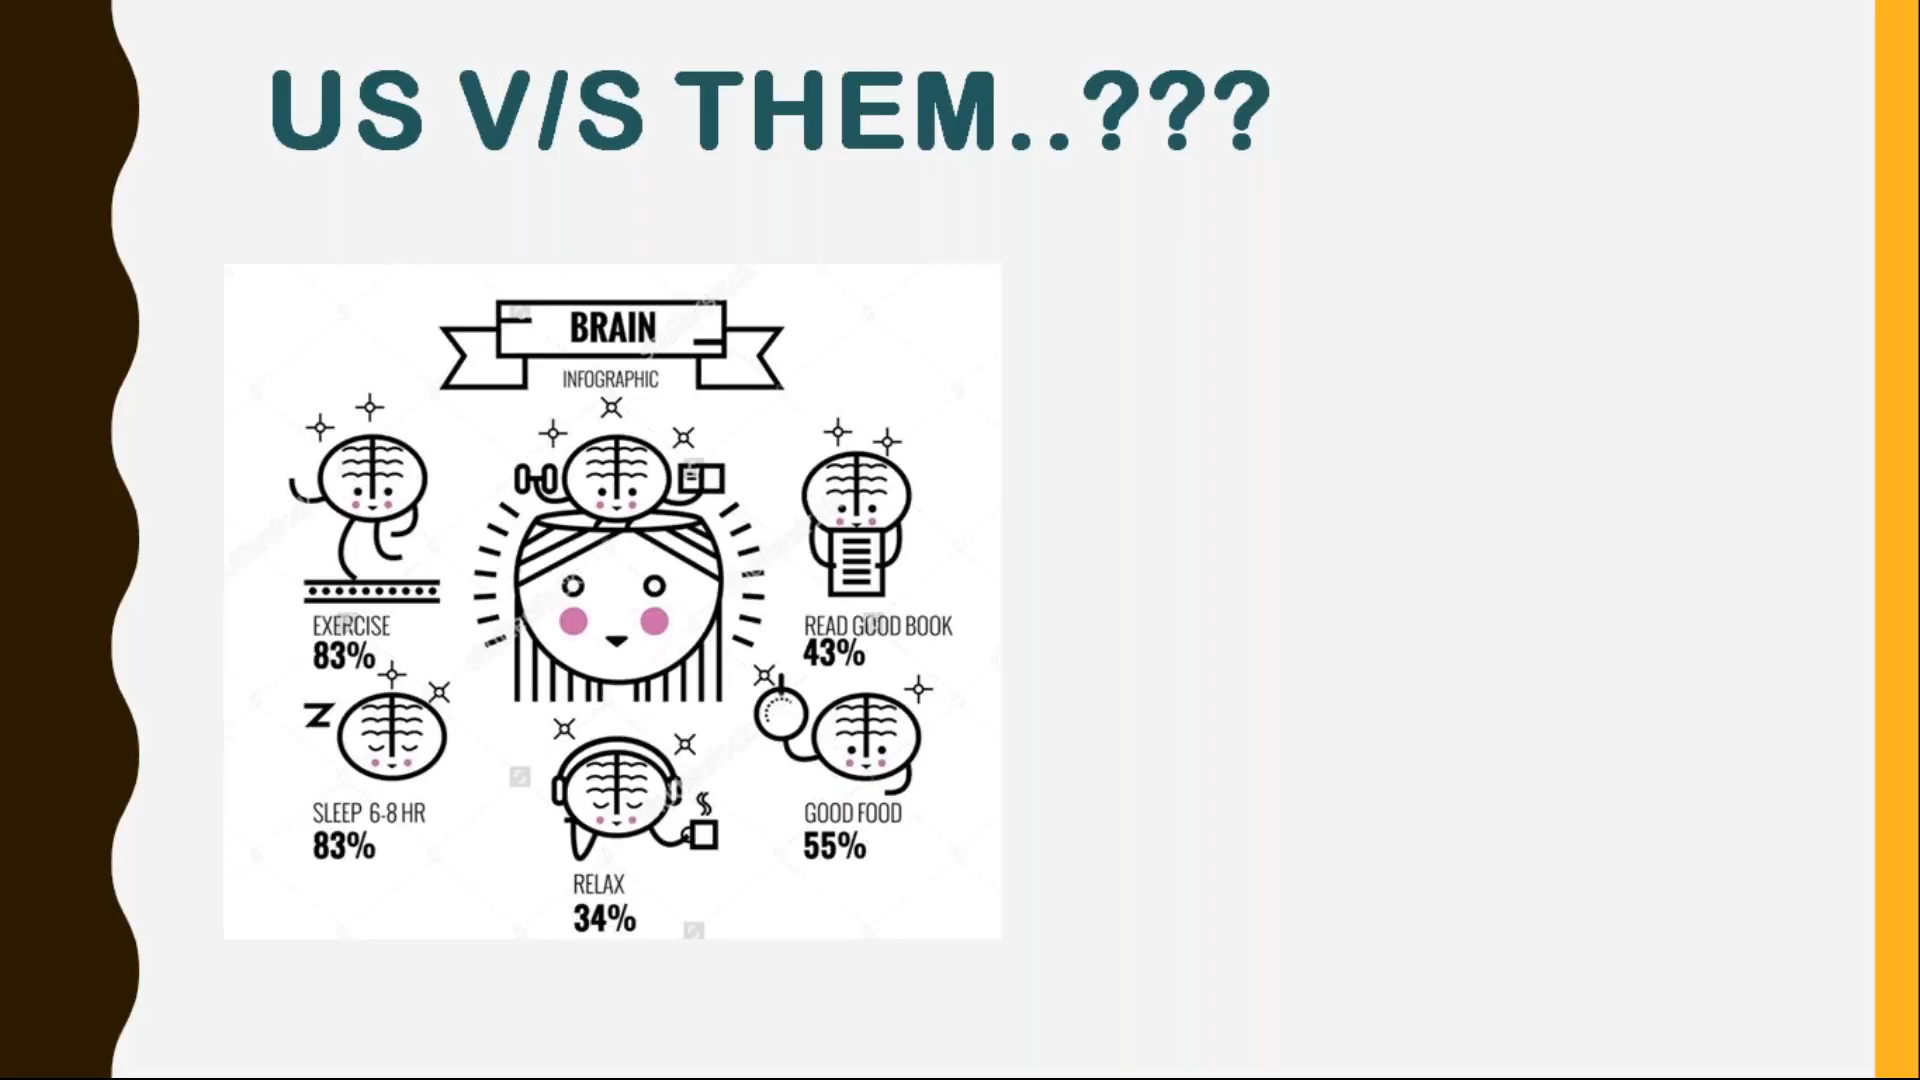 US V/S THEM..???
BRAIN
INFOGRAPHIC
EXERCISE
83%
READ GOOD BOOK
43%
Z
SLEEP 6-8 HR
83%
GOOD FOOD
55%
RELAX
34%